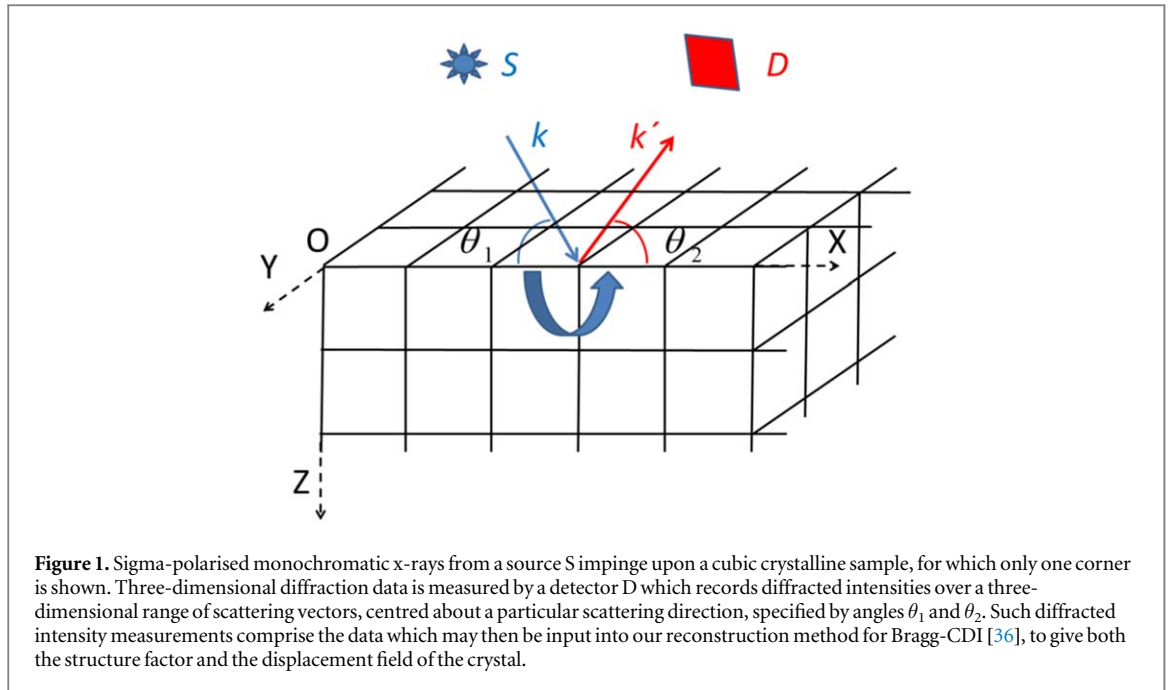 S
D
k
k´
O
θ1
θ2
X
Y
Z
Figure 1. Sigma-polarised monochromatic x-rays from a source S impinge upon a cubic crystalline sample, for which only one corner
is shown. Three-dimensional diffraction data is measured by a detector D which records diffracted intensities over a three-
dimensional range of scattering vectors, centred about a particular scattering direction, specified by angles θ1 and θ2. Such diffracted
intensity measurements comprise the data which may then be input into our reconstruction method for Bragg-CDI [36], to give both
the structure factor and the displacement field of the crystal.